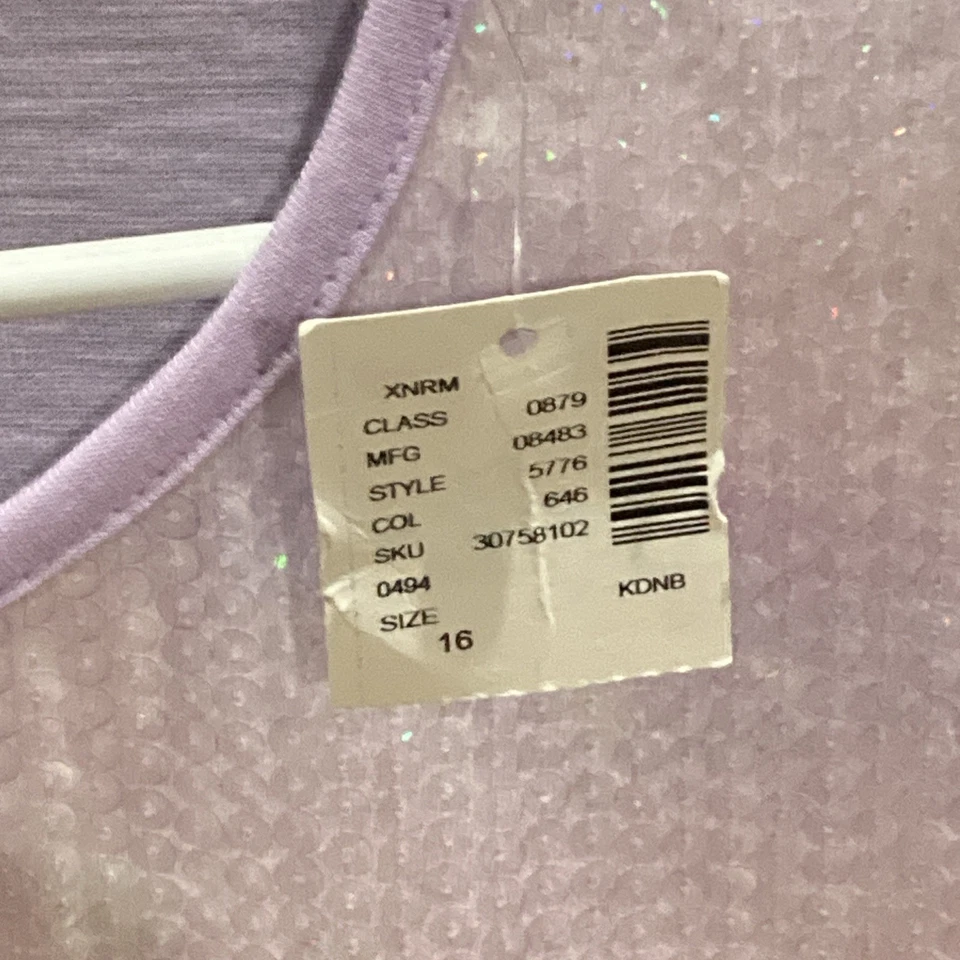 XNRM
CLASS 0879
MFG 08483
STYLE 5776
COL 646
SKU 30758102
0494
SIZE
16
KDNB